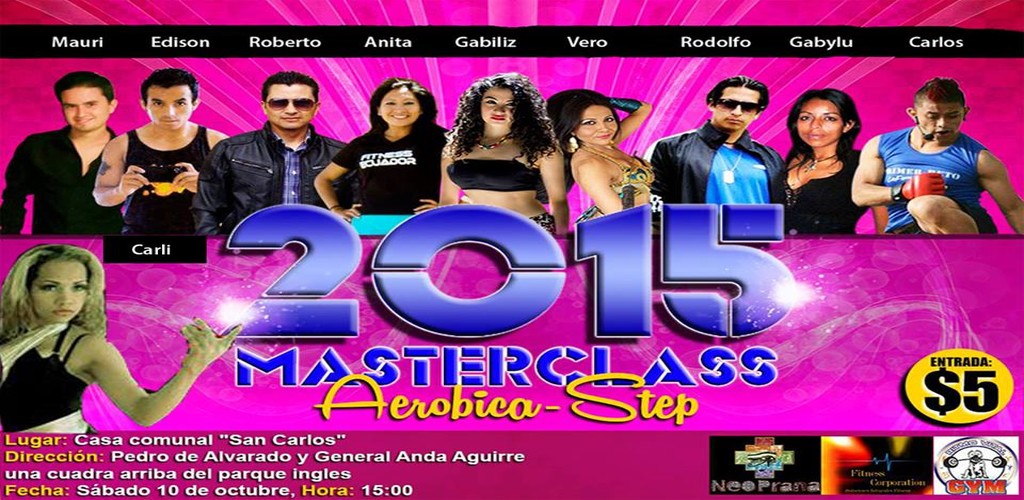 Mauri Edison Roberto Anita Gabiliz Vero Rodolfo Gabylu Carlos
FITNESS
ECUADOR
Carli
2015
MASTERCLASS
Aerobica - Step
ENTRADA:
$5
Lugar: Casa comunal "San Carlos"
Dirección: Pedro de Alvarado y General Anda Aguirre
una cuadra arriba del parque ingles
Fecha: Sábado 10 de octubre, Hora: 15:00
NeoPrana
Fitness
Corporation
GYM